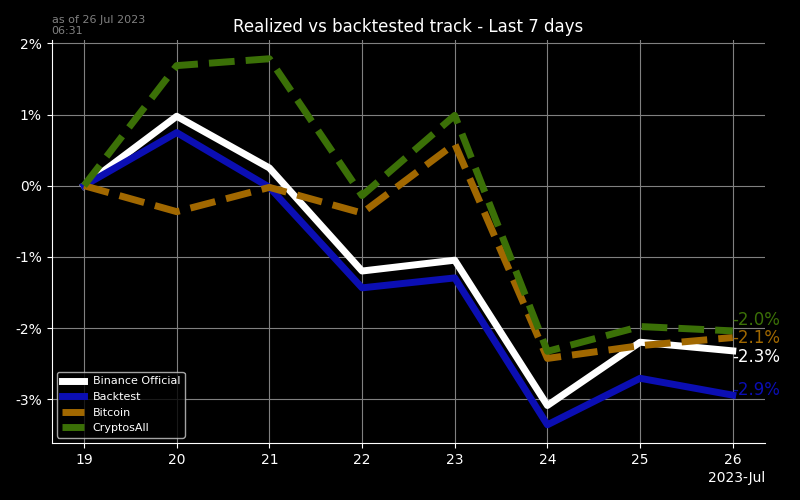 as of 26 Jul 2023
06:31
Realized vs backtested track - Last 7 days
2%
1%
0%
-1%
-2%
-3%
-2.0%
-2.1%
-2.3%
-2.9%
Binance Official
Backtest
Bitcoin
CryptosAll
19 20 21 22 23 24 25 26
2023-Jul